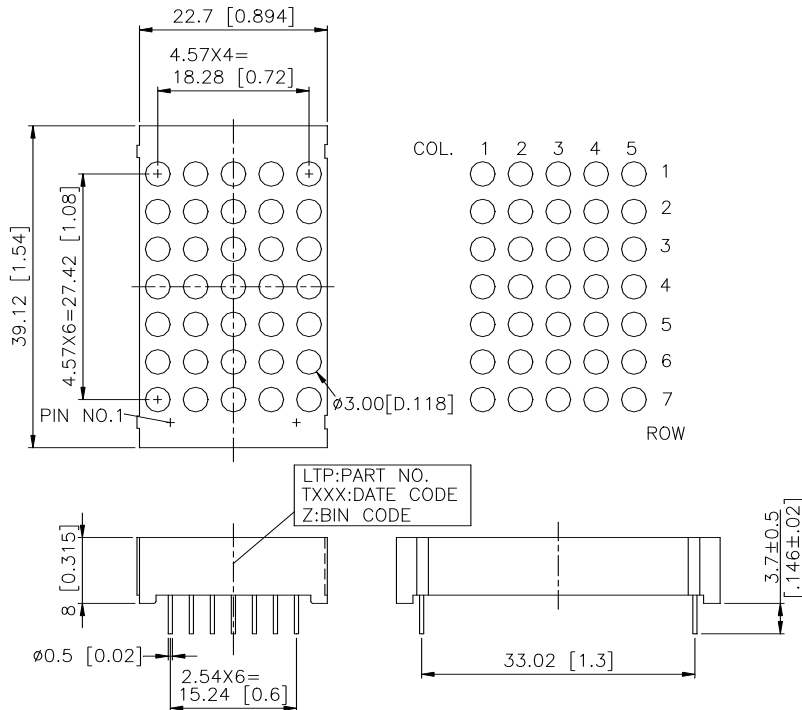 22.7 [0.894]
4.57X4=
18.28 [0.72]
39.12 [1.54]
4.57X6=27.42 [1.08]
COL. 1 2 3 4 5
1
2
3
4
5
6
7
ROW
ø3.00[D.118]
PIN NO.1
LTP:PART NO.
TXXX:DATE CODE
Z:BIN CODE
8 [0.315]
ø0.5 [0.02]
2.54X6=
15.24 [0.6]
33.02 [1.3]
3.7±0.5
[.146±.02]